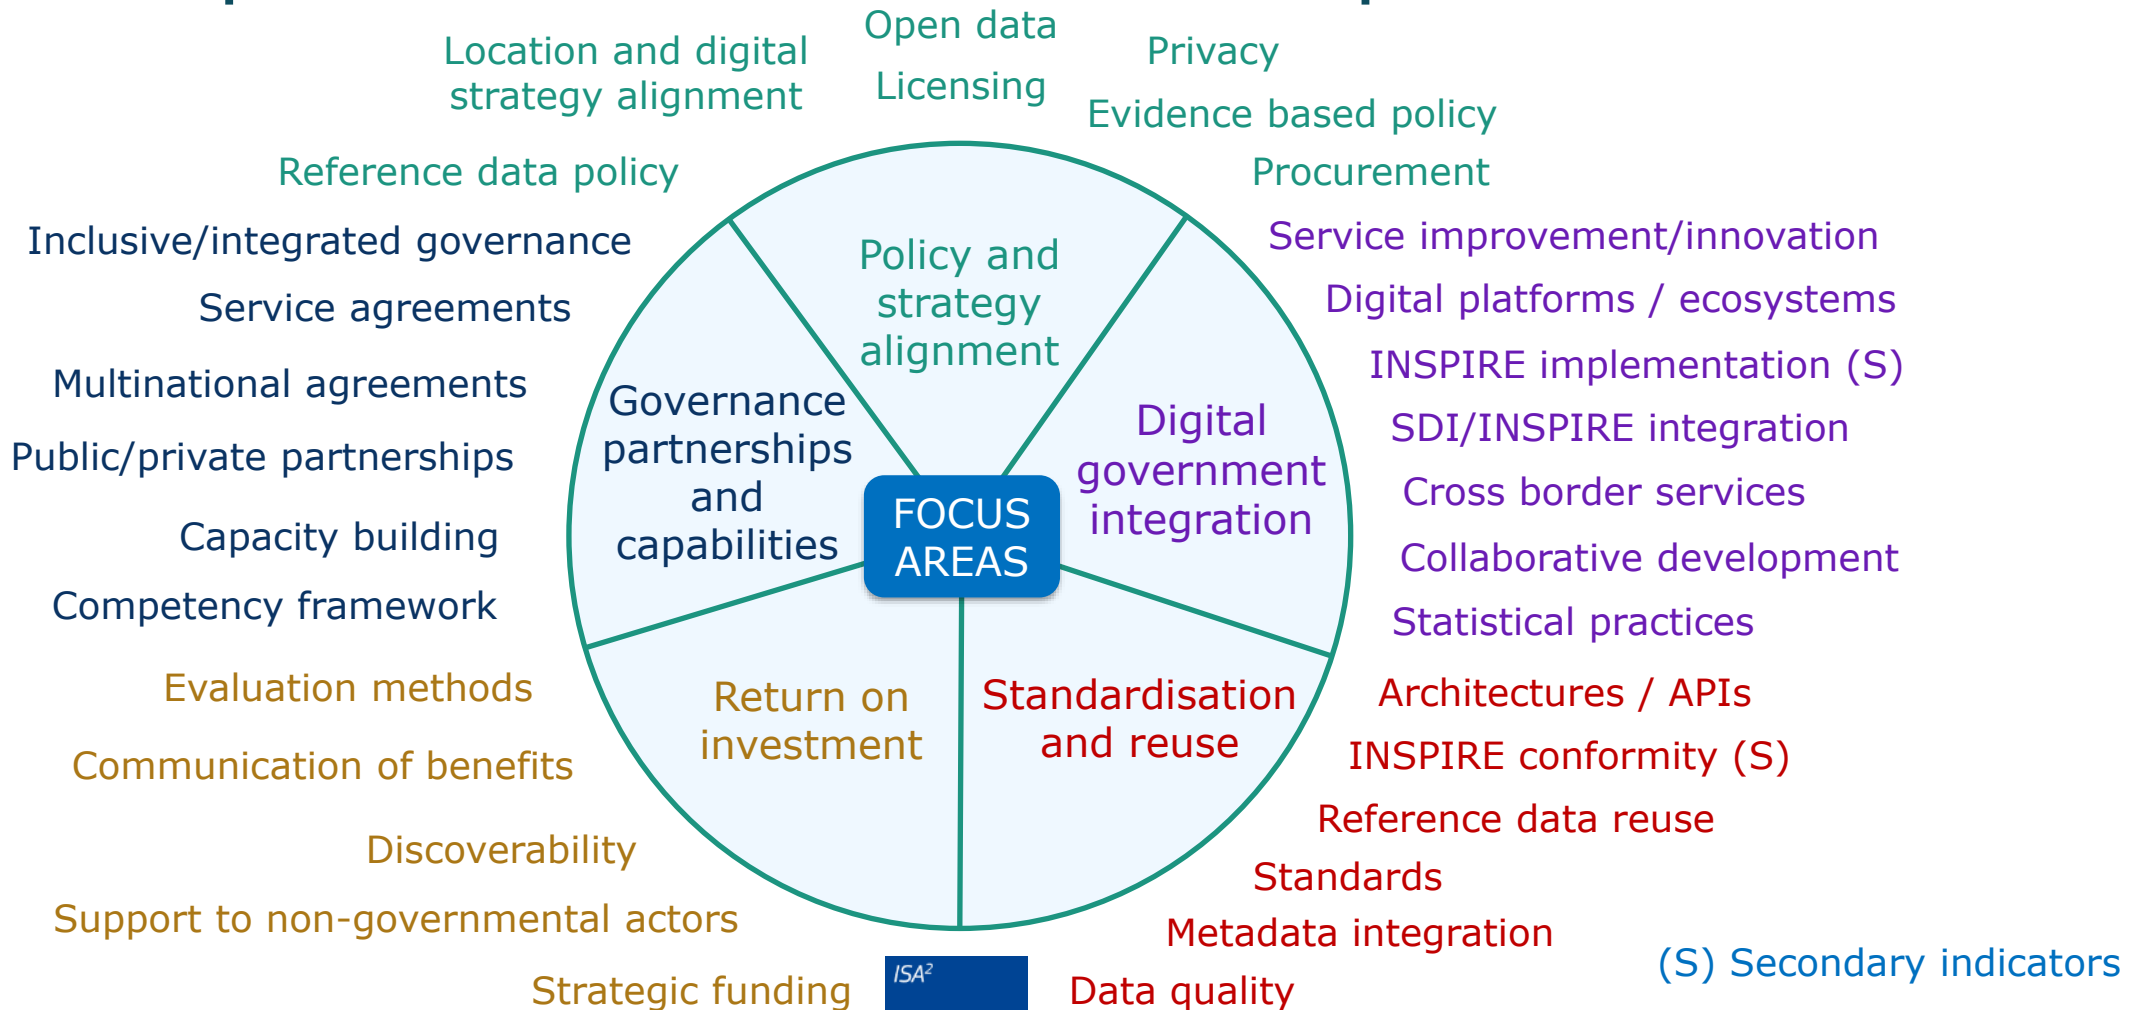 Open data
Location and digital
strategy alignment
Licensing
Privacy
Evidence based policy
Reference data policy
Procurement
Inclusive/integrated governance
Service agreements
Multinational agreements
Public/private partnerships
Capacity building
Competency framework
Evaluation methods
Communication of benefits
Discoverability
Support to non-governmental actors
Strategic funding
Policy and
strategy
alignment
Governance
partnerships
and
capabilities
FOCUS
AREAS
Digital
government
integration
Return on
investment
Standardisation
and reuse
Service improvement/innovation
Digital platforms / ecosystems
INSPIRE implementation (S)
SDI/INSPIRE integration
Cross border services
Collaborative development
Statistical practices
Architectures / APIs
INSPIRE conformity (S)
Reference data reuse
Standards
Metadata integration
Data quality
ISA²
(S) Secondary indicators